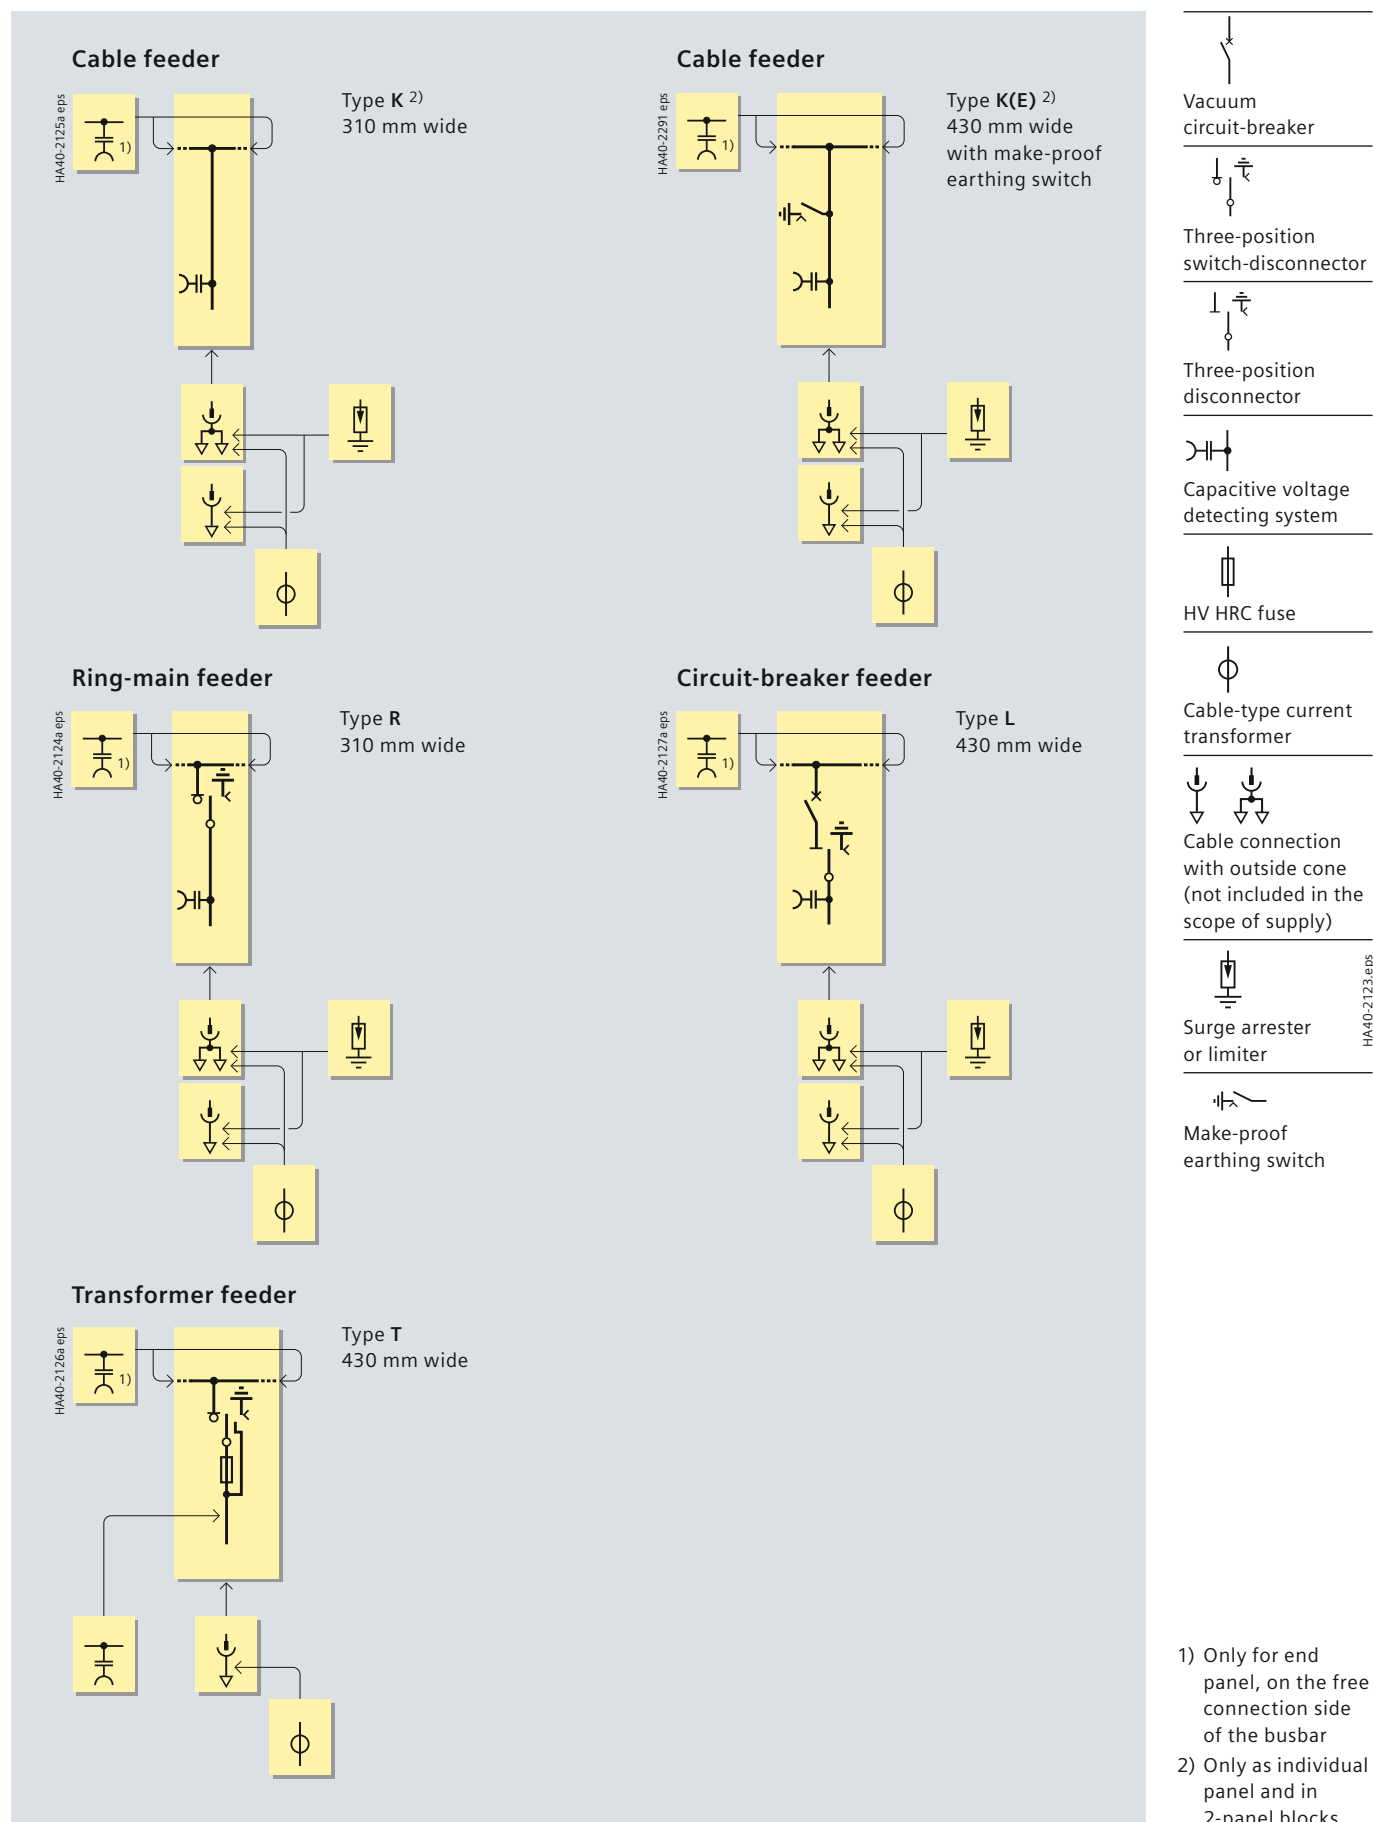 Cable feeder
HA40-2125a eps
1)
Type K 2)
310 mm wide
Cable feeder
HA40-2291 eps
1)
Type K(E) 2)
430 mm wide
with make-proof
earthing switch
Ring-main feeder
HA40-2124a eps
1)
Type R
310 mm wide
Circuit-breaker feeder
HA40-2127a eps
1)
Type L
430 mm wide
Transformer feeder
HA40-2126a eps
1)
Type T
430 mm wide
Vacuum
circuit-breaker
Three-position
switch-disconnector
Three-position
disconnector
Capacitive voltage
detecting system
HV HRC fuse
Cable-type current
transformer
Cable connection
with outside cone
(not included in the
scope of supply)
Surge arrester
or limiter
HA40-2123.eps
Make-proof
earthing switch
1) Only for end
panel, on the free
connection side
of the busbar
2) Only as individual
panel and in
2-panel blocks